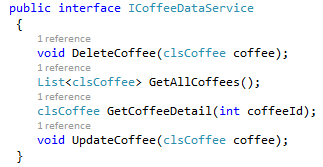 public interface ICoffeeDataService
{
1 reference
void DeleteCoffee(clsCoffee coffee);
1 reference
List<clsCoffee> GetAllCoffees();
1 reference
clsCoffee GetCoffeeDetail(int coffeeId);
1 reference
void UpdateCoffee(clsCoffee coffee);
}